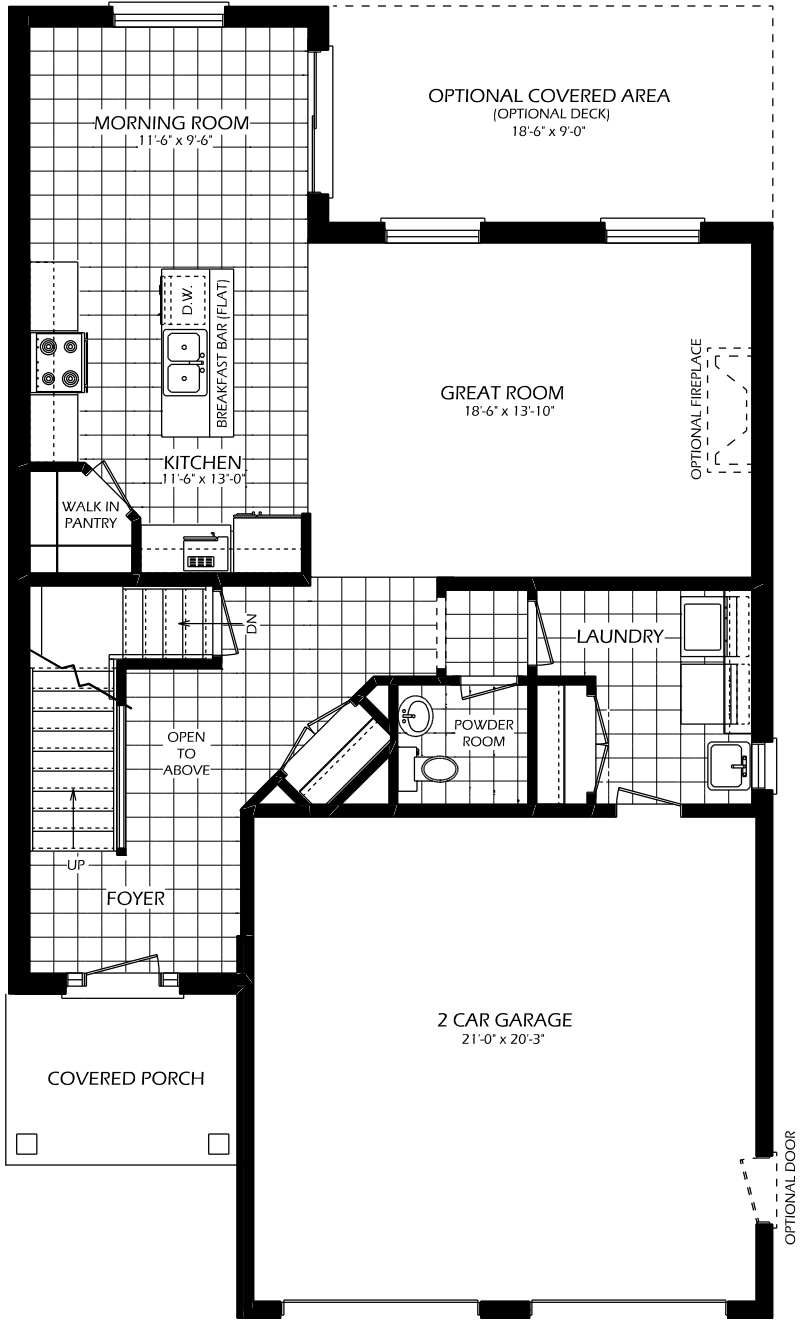 OPTIONAL COVERED AREA
(OPTIONAL DECK)
18'-6" x 9'-0"
MORNING ROOM
11'-6" x 9'-6"
D.W.
BREAKFAST BAR (FLAT)
GREAT ROOM
18'-6" x 13'-10"
OPTIONAL FIREPLACE
KITCHEN
11'-6" x 13'-0"
WALK IN
PANTRY
DN
LAUNDRY
OPEN
TO
ABOVE
POWDER
ROOM
UP
FOYER
2 CAR GARAGE
21'-0" x 20'-3"
COVERED PORCH
OPTIONAL DOOR